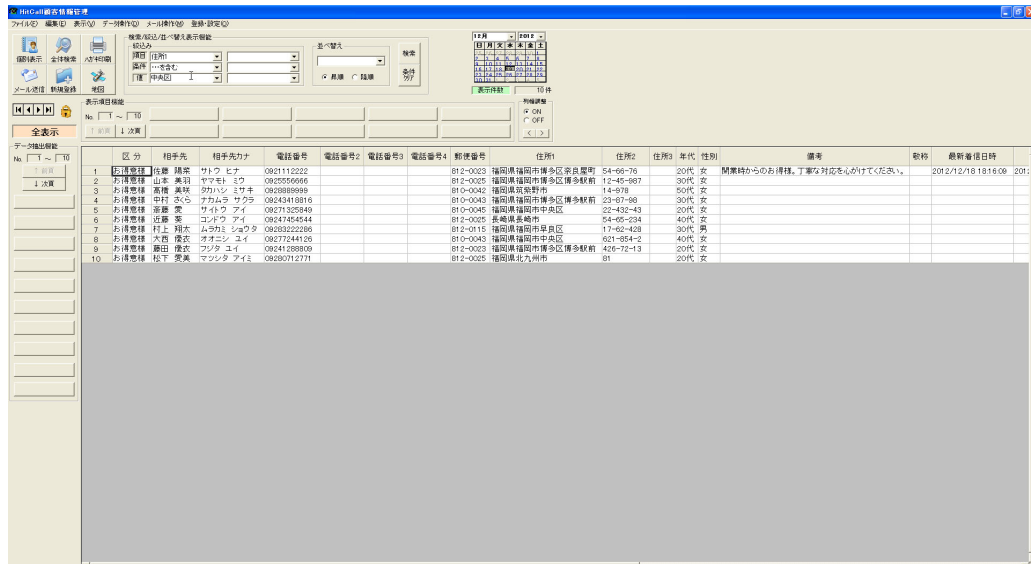 HitCall顧客情報管理
ファイル(F) 編集(E) 表示(V) データ操作(D) メール操作(M) 登録・設定(O)
個別表示 全体検索 ハガキ印刷
メール送信 新規登録 地図
検索/絞込/並べ替え表示機能
絞込み
項目 住所1
条件 …を含む
値 中央区
並べ替え
昇順 降順
検索
条件クリア
12月 2012
日 月 火 水 木 金 土
表示件数 10 件
全表示
表示項目機能
No. 1 ～ 10
↑ 前頁 ↓ 次頁
列幅調整
ON
OFF
< >
データ抽出機能
No. 1 ～ 10
↑ 前頁
↓ 次頁
区 分 相手先 相手先カナ 電話番号 電話番号2 電話番号3 電話番号4 郵便番号 住所1 住所2 住所3 年代 性別 備考 敬称 最新着信日時
1 お得意様 佐藤 陽菜 サトウ ヒナ 0921112222 812-0023 福岡県福岡市博多区奈良屋町 54-66-76 20代 女 開業時からのお得様。丁寧な対応を心がけてください。 2012/12/18 18:16:09 2012
2 お得意様 山本 美羽 ヤマモト ミウ 0925556666 812-0025 福岡県福岡市博多区博多駅前 12-45-987 30代 女
3 お得意様 高橋 美咲 タカハシ ミサキ 0928889999 810-0042 福岡県筑紫野市 14-978 50代 女
4 お得意様 中村 さくら ナカムラ サクラ 09243418816 810-0043 福岡県福岡市博多区博多駅前 23-87-98 30代 女
5 お得意様 斎藤 愛 サイトウ アイ 09271325849 810-0045 福岡県福岡市中央区 22-432-43 20代 女
6 お得意様 近藤 葵 コンドウ アオイ 09247454544 812-0025 長崎県長崎市 54-65-234 40代 女
7 お得意様 村上 翔太 ムラカミ ショウタ 09283222286 812-0115 福岡県福岡市早良区 17-62-428 30代 男
8 お得意様 大西 優衣 オオニシ ユイ 09277244126 810-0043 福岡県福岡市中央区 621-854-2 40代 女
9 お得意様 藤田 優衣 フジタ ユイ 09241288809 812-0023 福岡県福岡市博多区博多駅前 426-72-13 20代 女
10 お得意様 松下 愛美 マツシタ アイミ 09280712771 812-0025 福岡県北九州市 81 20代 女